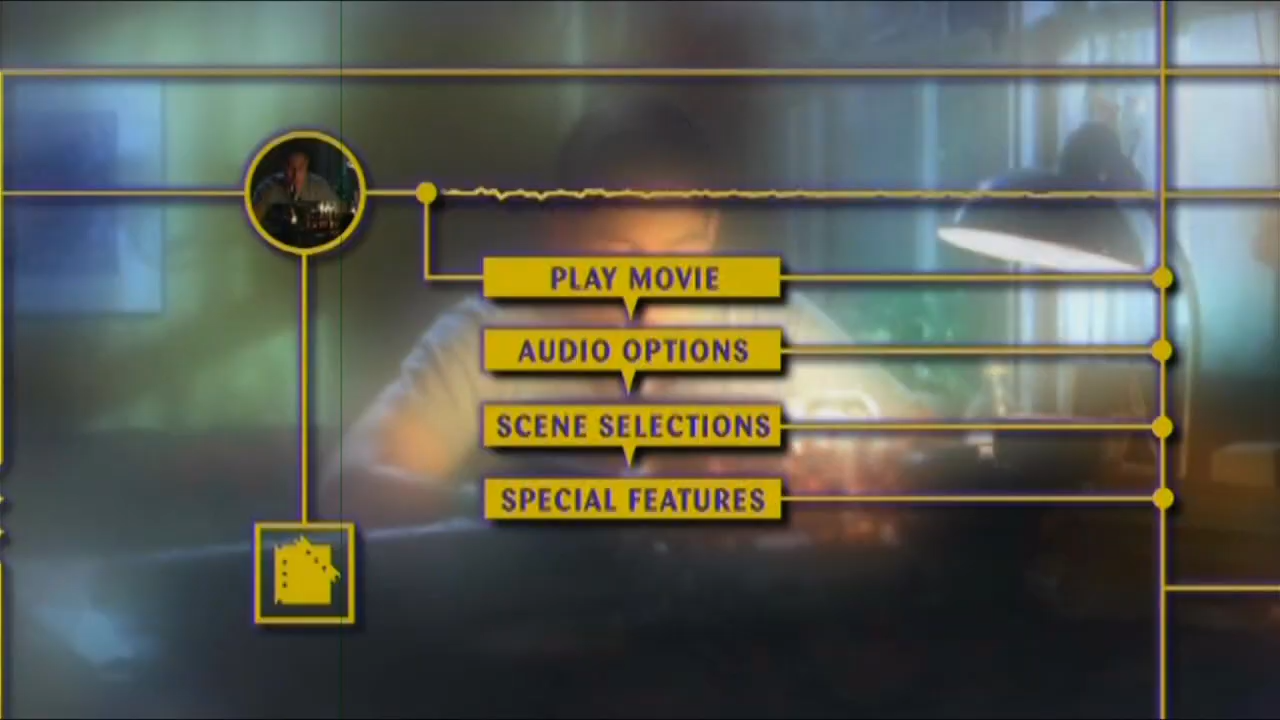 PLAY MOVIE
AUDIO OPTIONS
SCENE SELECTIONS
SPECIAL FEATURES